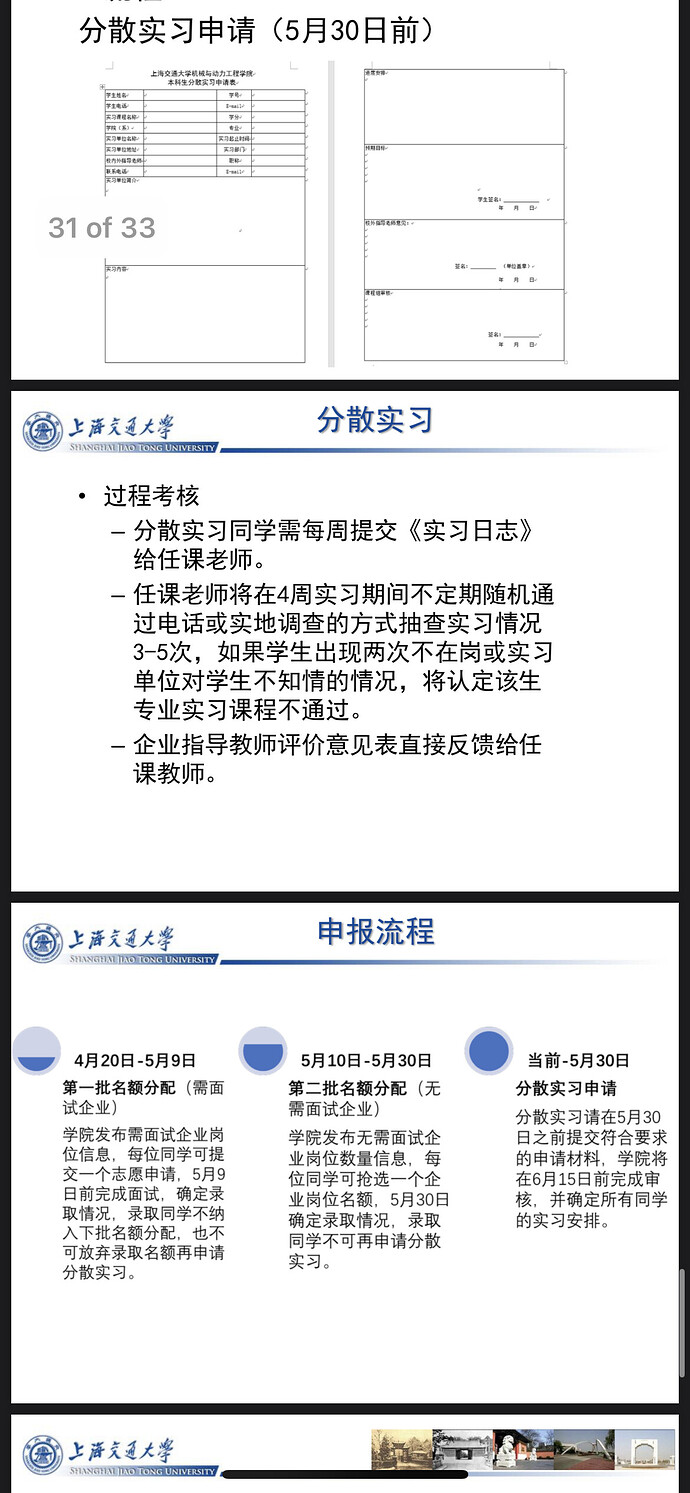 分散实习申请（5月30日前）
上海交通大学机械与动力工程学院
本科生分散实习申请表
学生姓名 学号
学生电话 E-mail
实习课程名称 学分
学院（系） 专业
实习单位名称 实习起止时间
实习单位地址 实习部门
校内外指导老师 职称
联系电话 E-mail
实习单位简介
实习内容
进度安排
预期目标
学生签名：
年 月 日
校外指导老师意见：
签名： （单位盖章）
年 月 日
课程组审核
签名：
年 月 日
31 of 33
上海交通大学
SHANGHAI JIAO TONG UNIVERSITY
分散实习
• 过程考核
– 分散实习同学需每周提交《实习日志》
给任课老师。
– 任课老师将在4周实习期间不定期随机通
过电话或实地调查的方式抽查实习情况
3-5次，如果学生出现两次不在岗或实习
单位对学生不知情的情况，将认定该生
专业实习课程不通过。
– 企业指导教师评价意见表直接反馈给任
课教师。
上海交通大学
SHANGHAI JIAO TONG UNIVERSITY
申报流程
4月20日-5月9日
第一批名额分配（需面
试企业）
学院发布需面试企业岗
位信息，每位同学可提
交一个志愿申请，5月9
日前完成面试，确定录
取情况，录取同学不纳
入下批名额分配，也不
可放弃录取名额再申请
分散实习。
5月10日-5月30日
第二批名额分配（无
需面试企业）
学院发布无需面试企
业岗位数量信息，每
位同学可抢选一个企
业岗位名额，5月30日
确定录取情况，录取
同学不可再申请分散
实习。
当前-5月30日
分散实习申请
分散实习请在5月30
日之前提交符合要求
的申请材料，学院将
在6月15日前完成审
核，并确定所有同学
的实习安排。
上海交通大学
SHANGHAI JIAO TONG UNIVERSITY